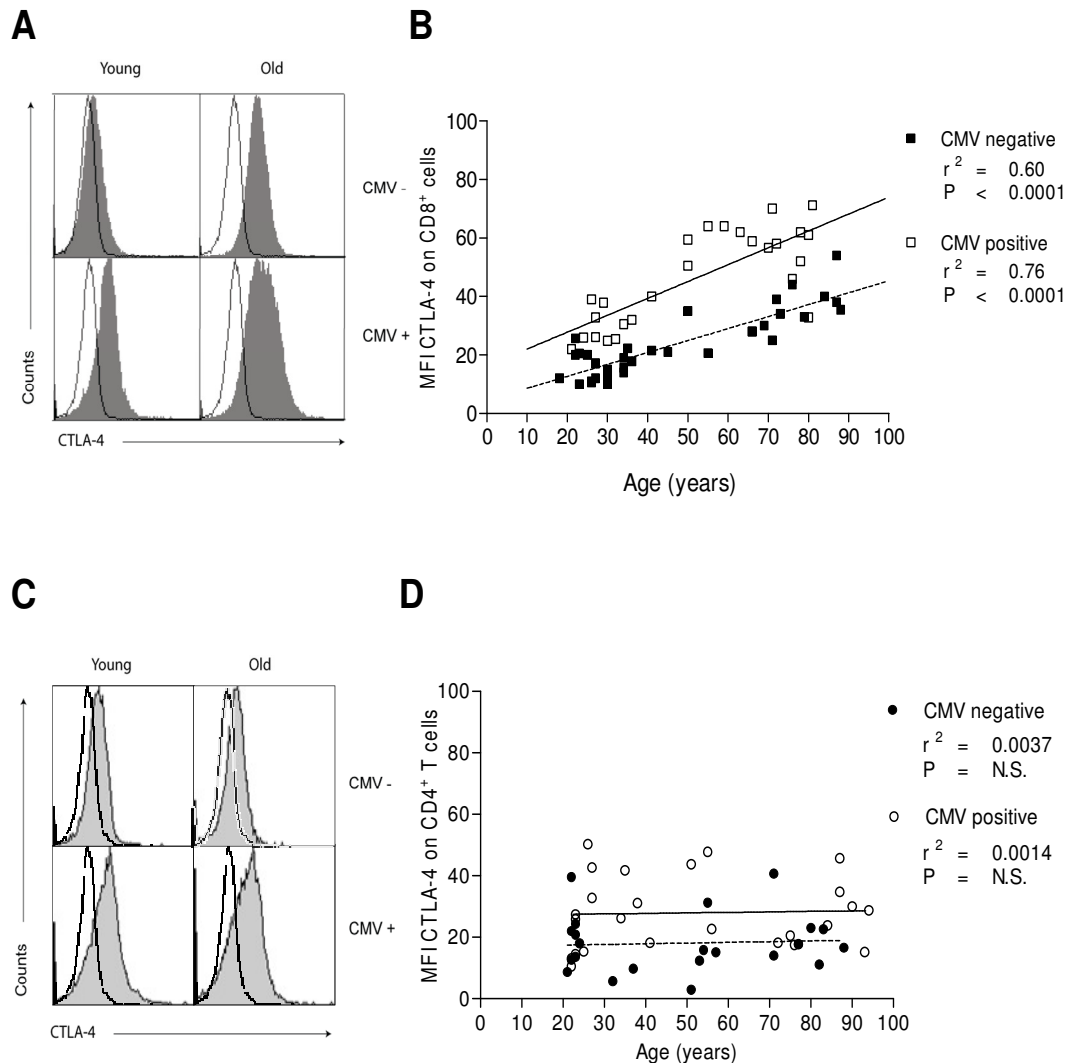 A
Young Old
CMV -
CMV +
Counts
CTLA-4
B
MFI CTLA-4 on CD8+ cells
100
80
60
40
20
0
0 10 20 30 40 50 60 70 80 90 100
Age (years)
CMV negative
r 2 = 0.60
P < 0.0001
CMV positive
r 2 = 0.76
P < 0.0001
C
Young Old
CMV -
CMV +
Counts
CTLA-4
D
MFI CTLA-4 on CD4+ T cells
100
80
60
40
20
0
0 10 20 30 40 50 60 70 80 90 100
Age (years)
CMV negative
r 2 = 0.0037
P = N.S.
CMV positive
r 2 = 0.0014
P = N.S.